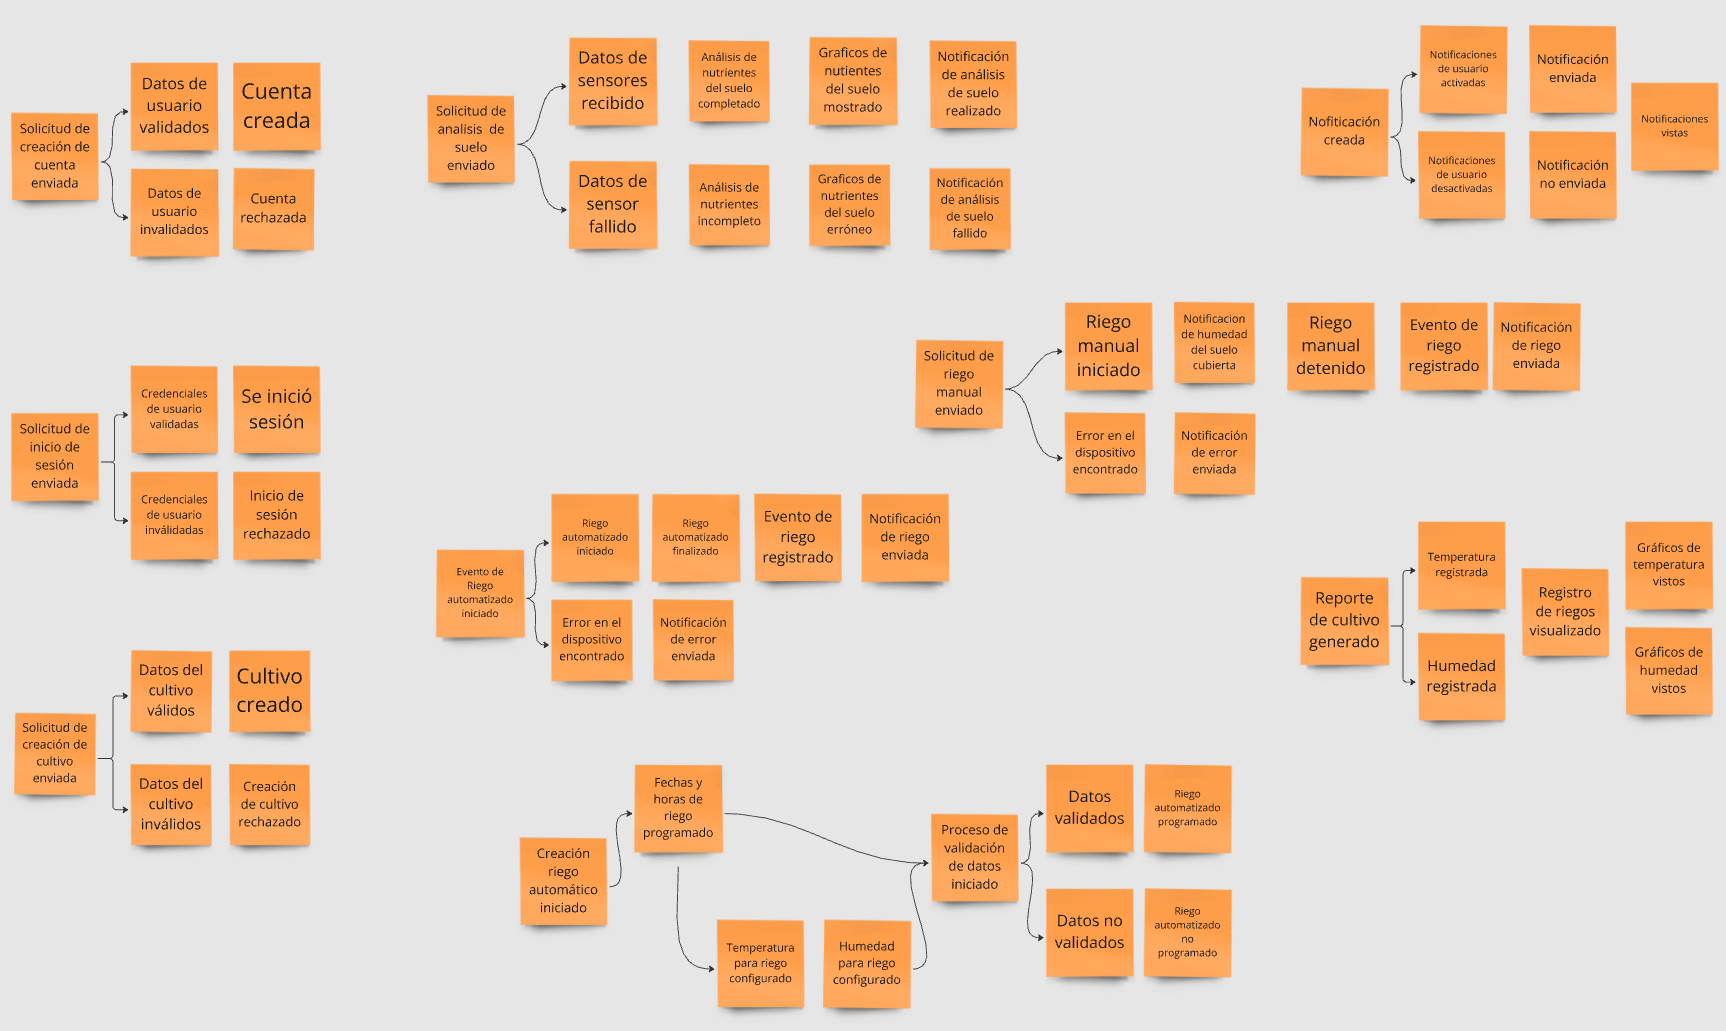 Solicitud de
creación de
cuenta
enviada
Datos de
usuario
validados
Cuenta
creada
Datos de
usuario
invalidados
Cuenta
rechazada
Solicitud de
analisis de
suelo
enviado
Datos de
sensores
recibido
Análisis de
nutrientes
del suelo
completado
Graficos de
nutientes
del suelo
mostrado
Notificación
de análisis
de suelo
realizado
Datos de
sensor
fallido
Análisis de
nutrientes
incompleto
Graficos de
nutrientes
del suelo
erróneo
Notificación
de análisis
de suelo
fallido
Nofiticación
creada
Notificaciones
de usuario
activadas
Notificación
enviada
Notificaciones
de usuario
desactivadas
Notificación
no enviada
Notificaciones
vistas
Solicitud de
inicio de
sesión
enviada
Credenciales
de usuario
validadas
Se inició
sesión
Credenciales
de usuario
inválidadas
Inicio de
sesión
rechazado
Solicitud de
riego
manual
enviado
Riego
manual
iniciado
Notificacion
de humedad
del suelo
cubierta
Riego
manual
detenido
Evento de
riego
registrado
Notificación
de riego
enviada
Error en el
dispositivo
encontrado
Notificación
de error
enviada
Evento de
Riego
automatizado
iniciado
Riego
automatizado
iniciado
Riego
automatizado
finalizado
Evento de
riego
registrado
Notificación
de riego
enviada
Error en el
dispositivo
encontrado
Notificación
de error
enviada
Reporte
de cultivo
generado
Temperatura
registrada
Humedad
registrada
Registro
de riegos
visualizado
Gráficos de
temperatura
vistos
Gráficos de
humedad
vistos
Solicitud de
creación de
cultivo
enviada
Datos del
cultivo
válidos
Cultivo
creado
Datos del
cultivo
inválidos
Creación
de cultivo
rechazado
Creación
riego
automático
iniciado
Fechas y
horas de
riego
programado
Temperatura
para riego
configurado
Humedad
para riego
configurado
Proceso de
validación
de datos
iniciado
Datos
validados
Riego
automatizado
programado
Datos no
validados
Riego
automatizado
no
programado